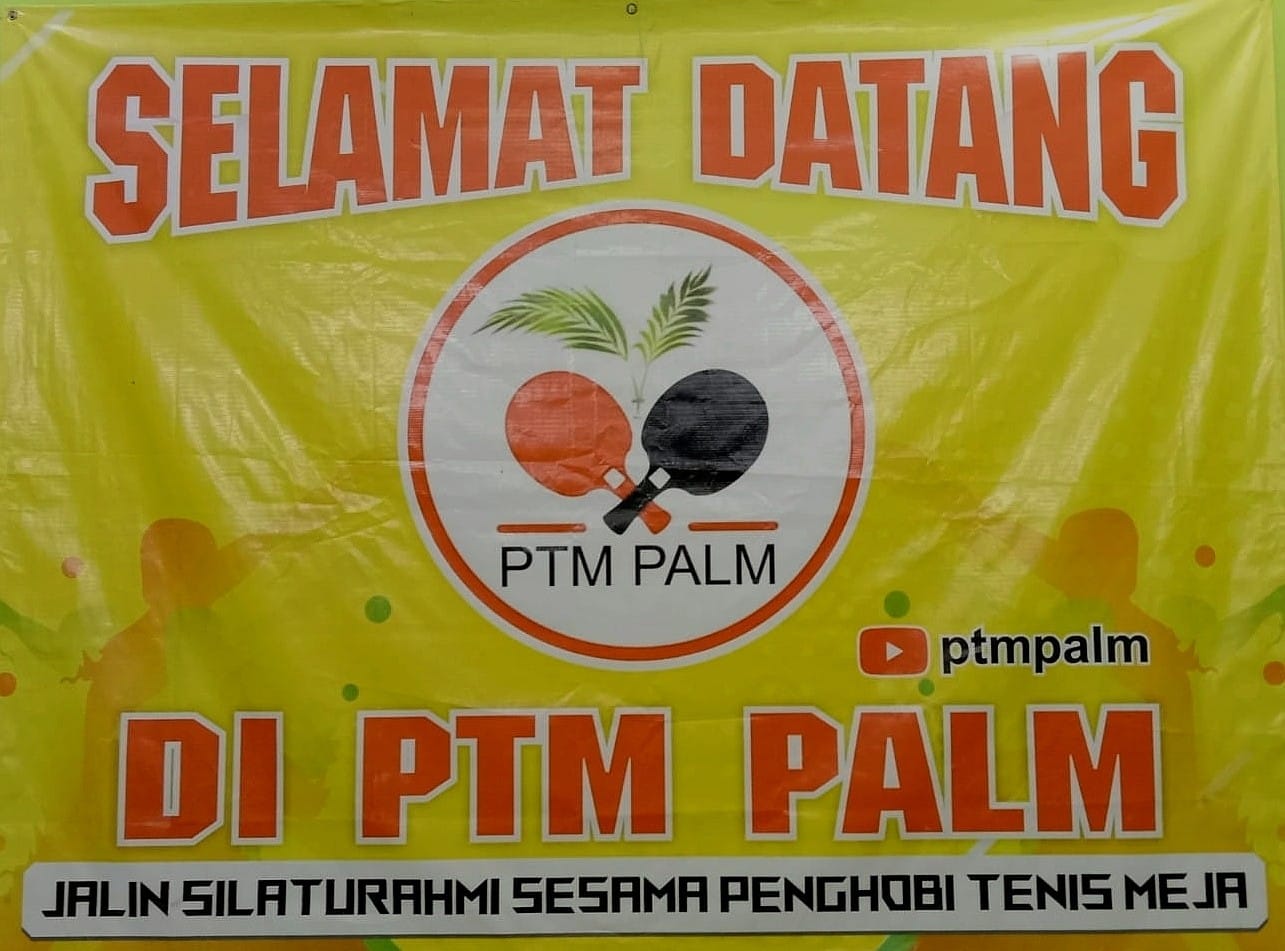 SELAMAT DATANG
PTM PALM
ptmpalm
DI PTM PALM
JALIN SILATURAHMI SESAMA PENGHOBI TENIS MEJA